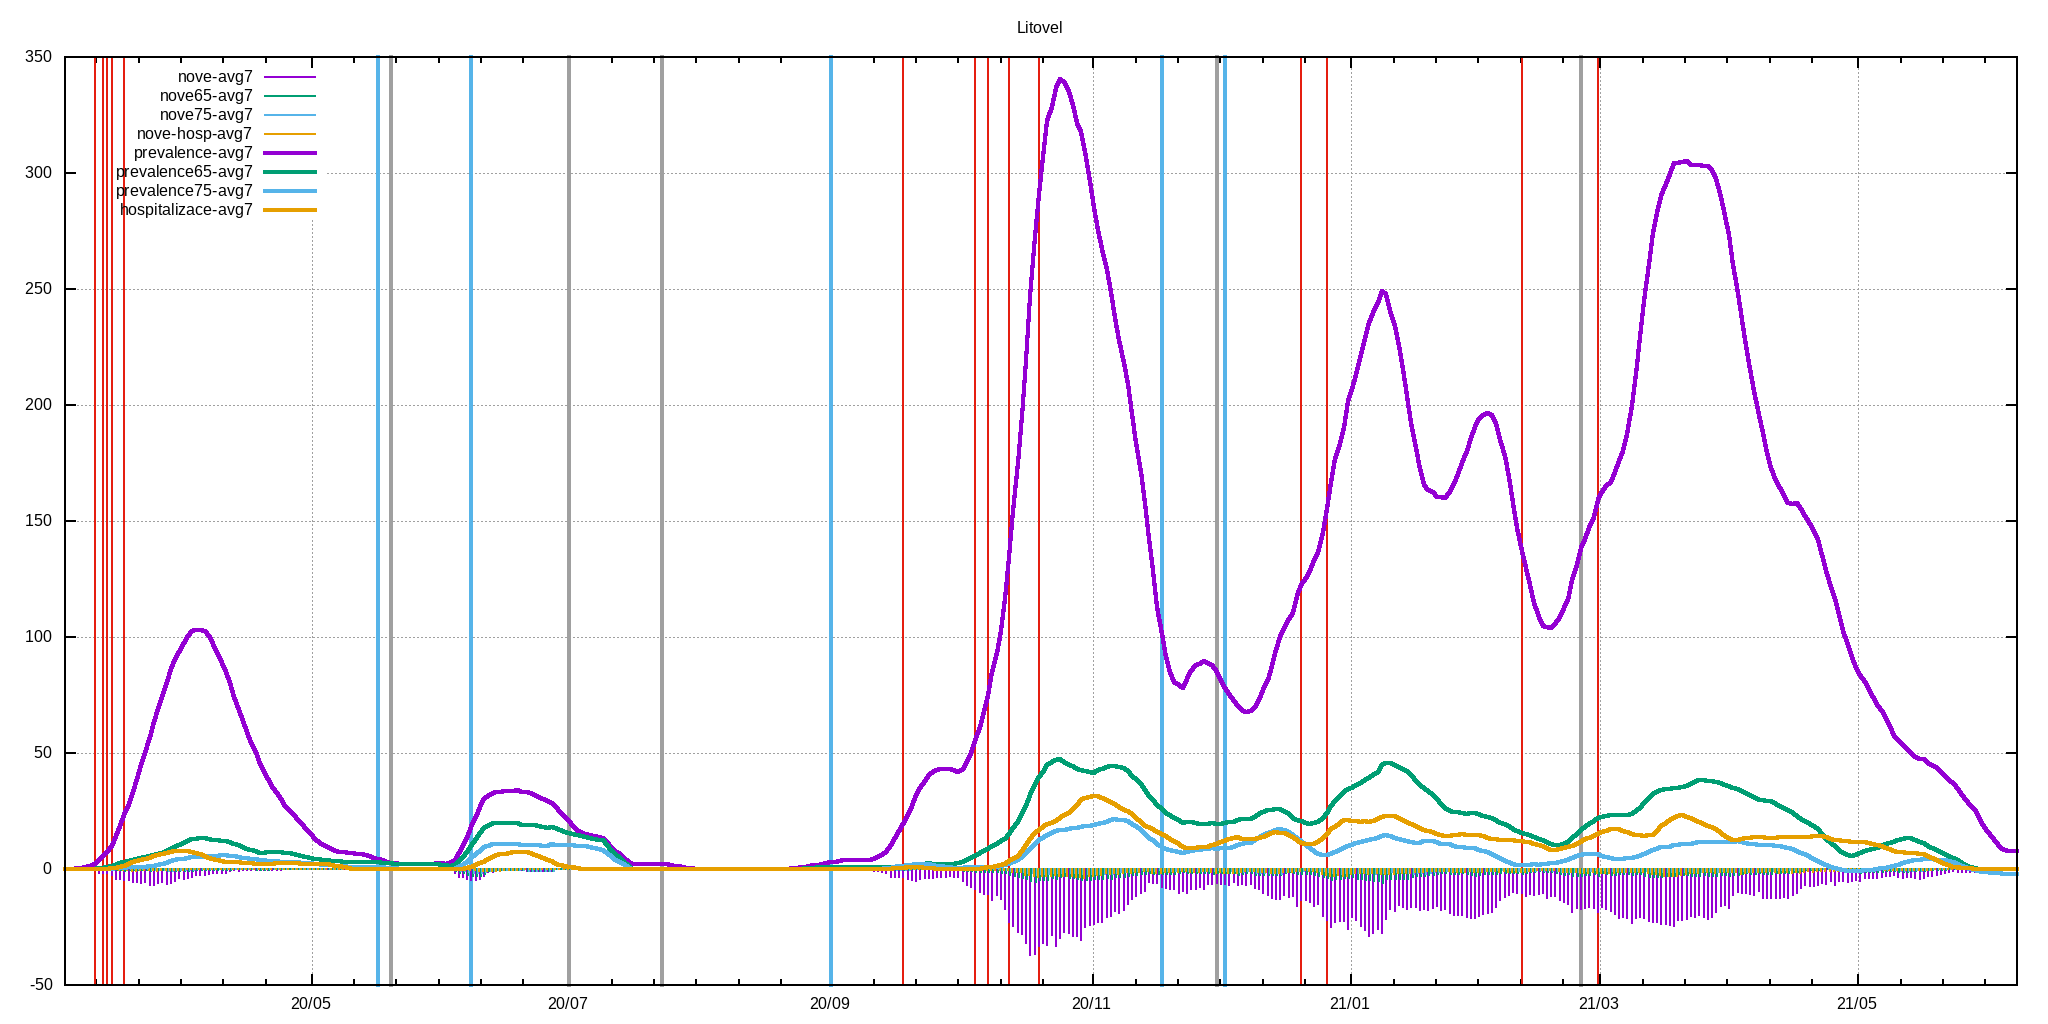 Litovel
350
300
250
200
150
100
50
0
-50
nove-avg7
nove65-avg7
nove75-avg7
nove-hosp-avg7
prevalence-avg7
prevalence65-avg7
prevalence75-avg7
hospitalizace-avg7
20/05
20/07
20/09
20/11
21/01
21/03
21/05